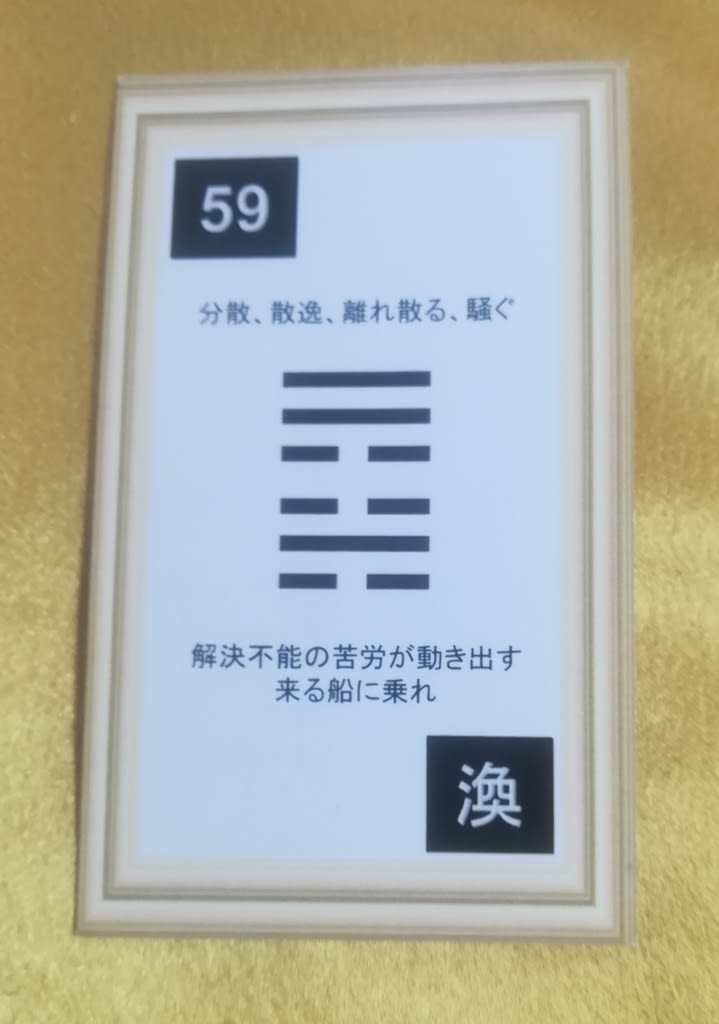 59
分散、散逸、離れ散る、騒ぐ
解決不能の苦労が動き出す
来る船に乗れ
渙